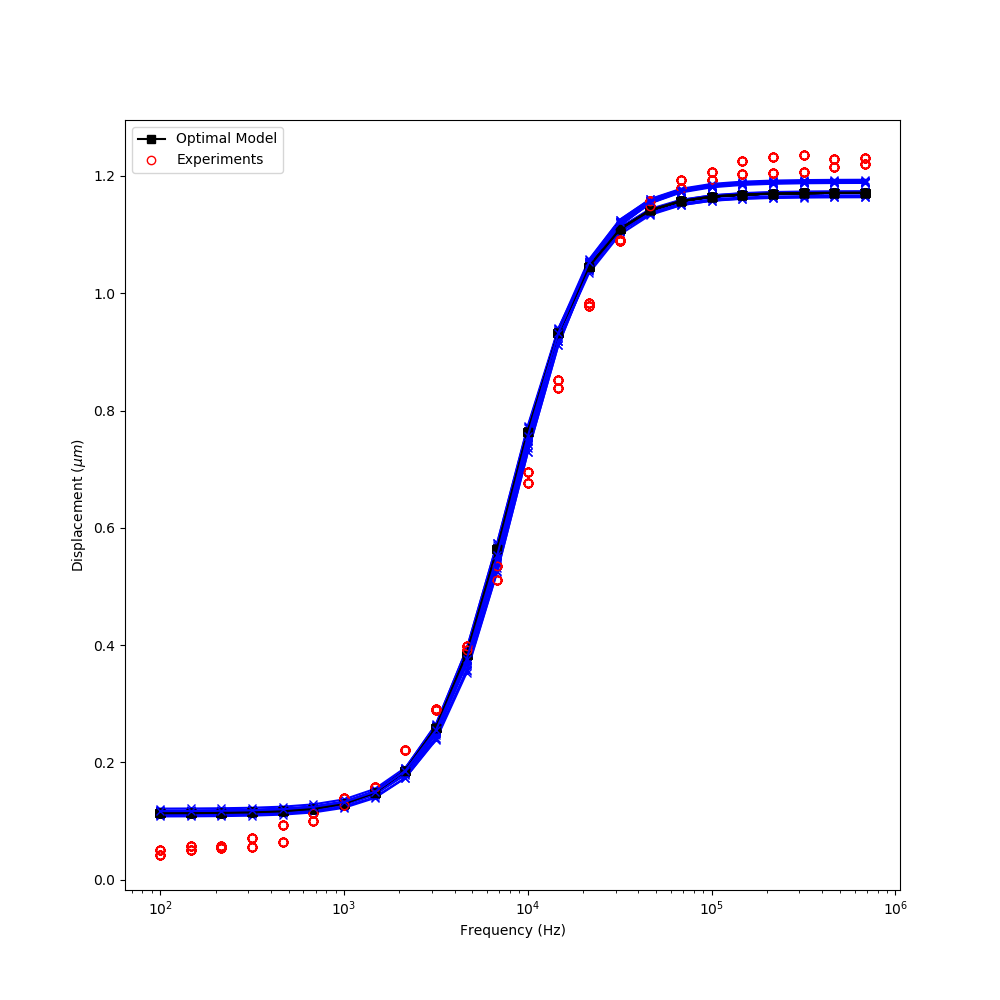 Optimal Model
Experiments
1.2
1.0
0.8
0.6
0.4
0.2
0.0
Displacement (μm)
10² 10³ 10⁴ 10⁵ 10⁶
Frequency (Hz)